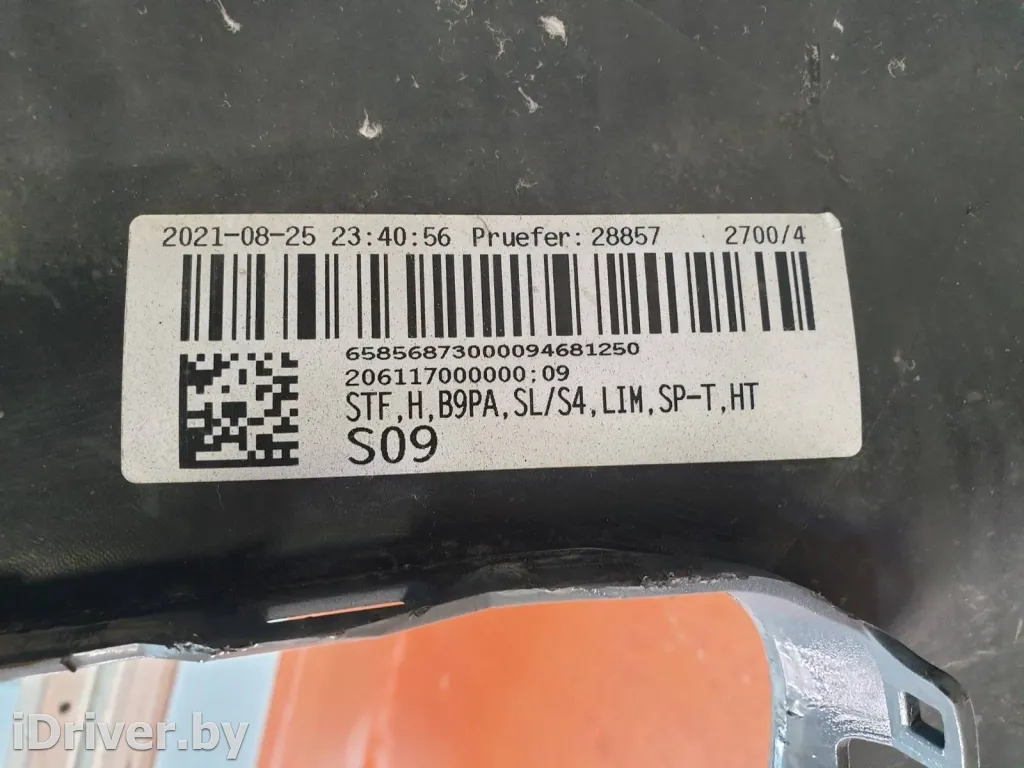 2021-08-25 23:40:56 Pruefer:28857 2700/4
65856873000094681250
206117000000:09
STF,H,B9PA,SL/S4,LIM,SP-T,HT
S09
iDriver.by